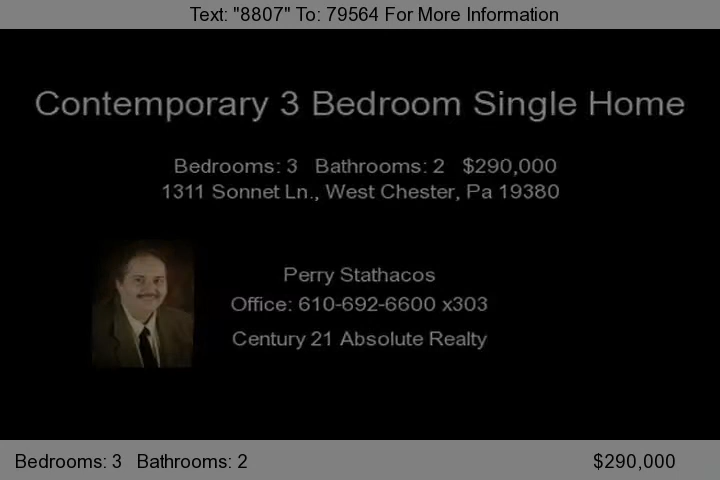 Text: "8807" To: 79564 For More Information
Contemporary 3 Bedroom Single Home
Bedrooms: 3 Bathrooms: 2 $290,000
1311 Sonnet Ln., West Chester, Pa 19380
Perry Stathacos
Office: 610-692-6600 x303
Century 21 Absolute Realty
Bedrooms: 3 Bathrooms: 2 $290,000